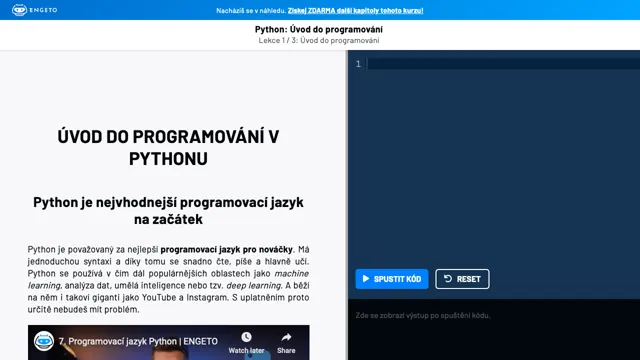 ENGETO
Nacházíš se v náhledu. Získej ZDARMA další kapitoly tohoto kurzu!
Python: Úvod do programování
Lekce 1 / 3: Úvod do programování
ÚVOD DO PROGRAMOVÁNÍ V
PYTHONU
Python je nejvhodnejší programovací jazyk
na začátek
Python je považovaný za nejlepší programovací jazyk pro nováčky. Má
jednoduchou syntaxi a díky tomu se snadno čte, píše a hlavně učí.
Python se používá v čím dál populárnějších oblastech jako machine
learning, analýza dat, umělá inteligence nebo tzv. deep learning. A běží
na něm i takoví giganti jako YouTube a Instagram. S uplatněním proto
určitě nebudeš mít problém.
7. Programovací jazyk Python | ENGETO
Watch later
Share
1
SPUSTIT KÓD
RESET
Zde se zobrazí výstup po spuštění kódu.